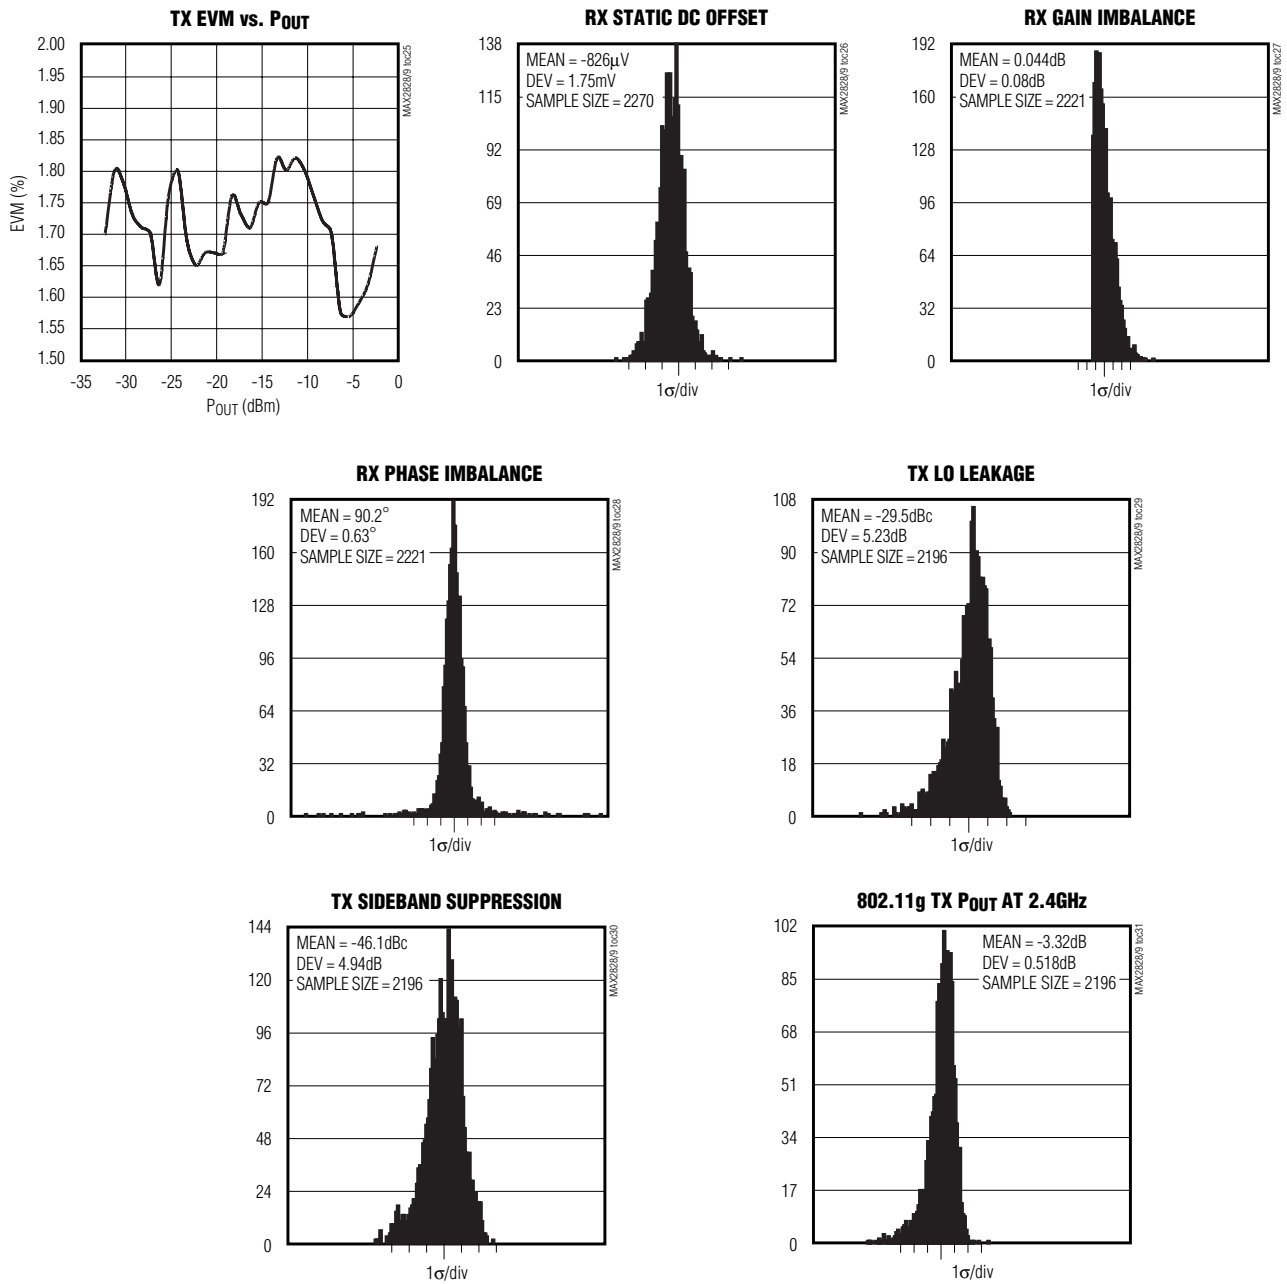 TX EVM vs. POUT
2.00
1.95
1.90
1.85
1.80
1.75
1.70
1.65
1.60
1.55
1.50
EVM (%)
-35 -30 -25 -20 -15 -10 -5 0
POUT (dBm)
MAX2828/9 toc25
RX STATIC DC OFFSET
138
115
92
69
46
23
0
MEAN = -826µV
DEV = 1.75mV
SAMPLE SIZE = 2270
1σ/div
MAX2828/9 toc26
RX GAIN IMBALANCE
192
160
128
96
64
32
0
MEAN = 0.044dB
DEV = 0.08dB
SAMPLE SIZE = 2221
1σ/div
MAX2828/9 toc27
RX PHASE IMBALANCE
192
160
128
96
64
32
0
MEAN = 90.2°
DEV = 0.63°
SAMPLE SIZE = 2221
1σ/div
MAX2828/9 toc28
TX LO LEAKAGE
108
90
72
54
36
18
0
MEAN = -29.5dBc
DEV = 5.23dB
SAMPLE SIZE = 2196
1σ/div
MAX2828/9 toc29
TX SIDEBAND SUPPRESSION
144
120
96
72
48
24
0
MEAN = -46.1dBc
DEV = 4.94dB
SAMPLE SIZE = 2196
1σ/div
MAX2828/9 toc30
802.11g TX POUT AT 2.4GHz
102
85
68
51
34
17
0
MEAN = -3.32dB
DEV = 0.518dB
SAMPLE SIZE = 2196
1σ/div
MAX2828/9 toc31